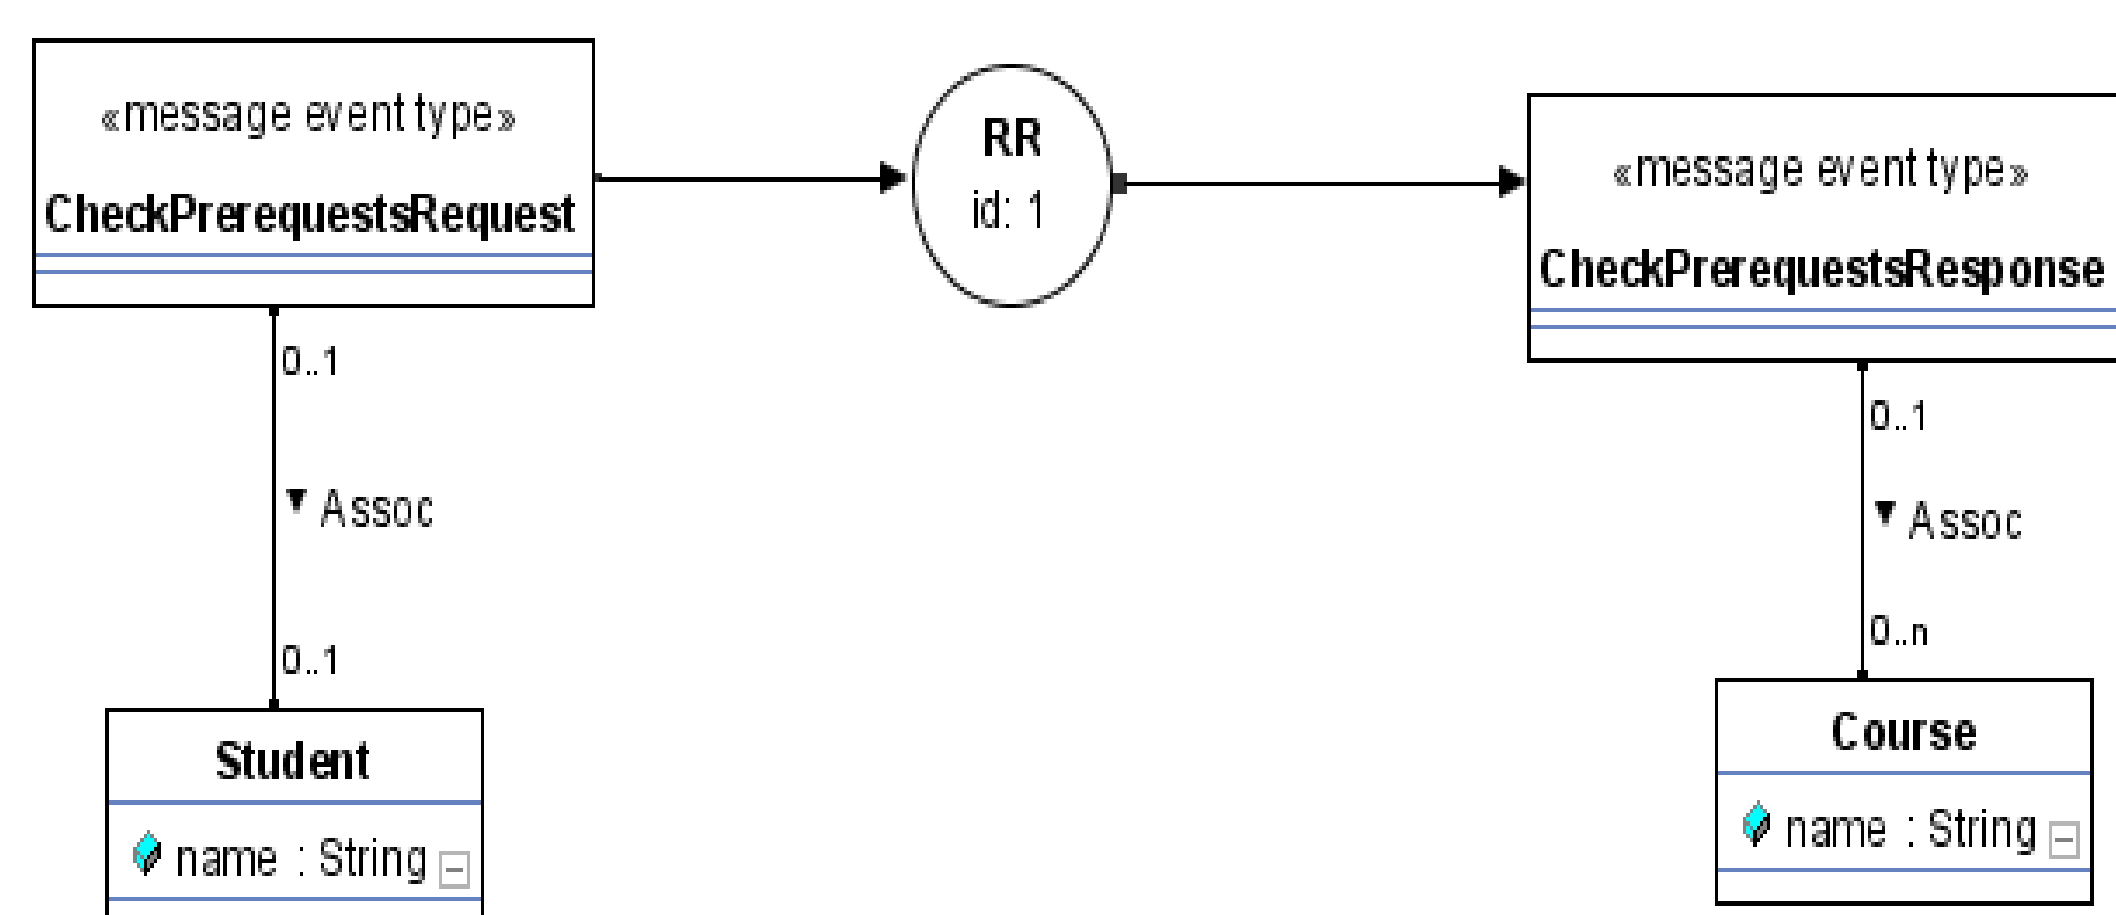 «message event type»
CheckPrerequestsRequest
RR
id: 1
«message event type»
CheckPrerequestsResponse
0..1
▼ Assoc
0..1
Student
name : String
0..1
▼ Assoc
0..n
Course
name : String